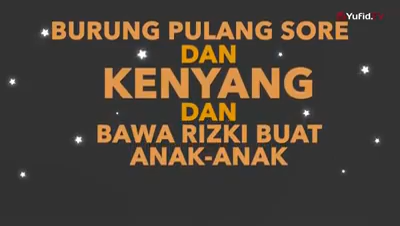 Yufid.TV
BURUNG PULANG SORE
DAN
KENYANG
DAN
BAWA RIZKI BUAT
ANAK-ANAK